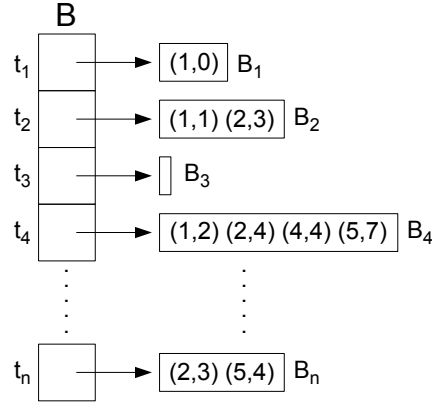 B
t₁ (1,0) B₁
t₂ (1,1) (2,3) B₂
t₃ B₃
t₄ (1,2) (2,4) (4,4) (5,7) B₄
tₙ (2,3) (5,4) Bₙ